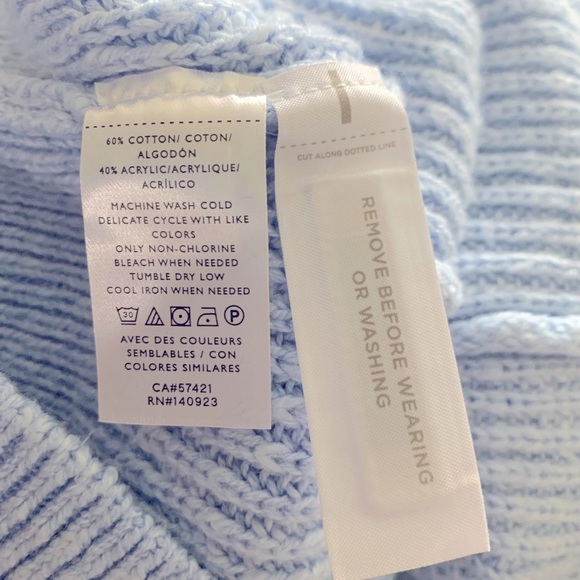 60% COTTON/ COTON/
ALGODÓN
40% ACRYLIC/ACRYLIQUE/
ACRÍLICO
MACHINE WASH COLD
DELICATE CYCLE WITH LIKE
COLORS
ONLY NON-CHLORINE
BLEACH WHEN NEEDED
TUMBLE DRY LOW
COOL IRON WHEN NEEDED
30 P
AVEC DES COULEURS
SEMBLABLES / CON
COLORES SIMILARES
CA#57421
RN#140923
CUT ALONG DOTTED LINE
REMOVE BEFORE WEARING
OR WASHING